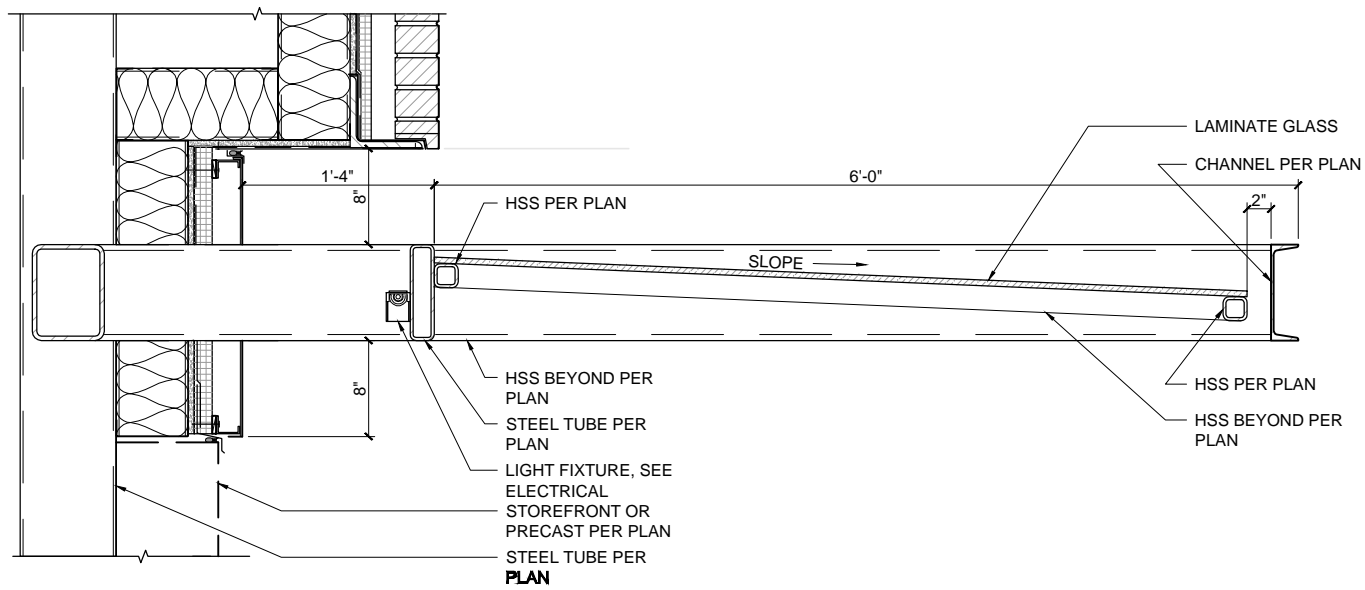 LAMINATE GLASS
CHANNEL PER PLAN
1'-4"
6'-0"
8"
2"
HSS PER PLAN
SLOPE
HSS BEYOND PER
PLAN
8"
STEEL TUBE PER
PLAN
LIGHT FIXTURE, SEE
ELECTRICAL
STOREFRONT OR
PRECAST PER PLAN
STEEL TUBE PER
PLAN
HSS PER PLAN
HSS BEYOND PER
PLAN